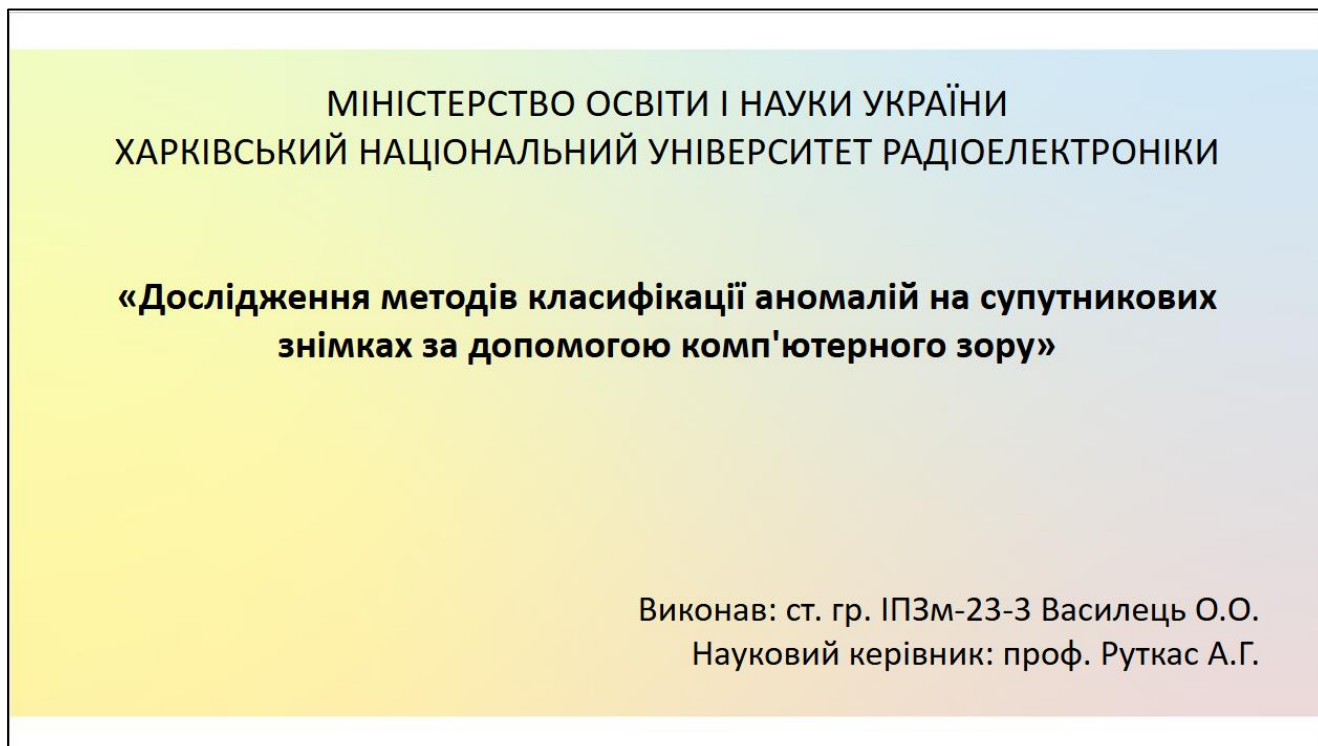 МІНІСТЕРСТВО ОСВІТИ І НАУКИ УКРАЇНИ
ХАРКІВСЬКИЙ НАЦІОНАЛЬНИЙ УНІВЕРСИТЕТ РАДІОЕЛЕКТРОНІКИ
«Дослідження методів класифікації аномалій на супутникових
знімках за допомогою комп'ютерного зору»
Виконав: ст. гр. ІПЗм-23-3 Василець О.О.
Науковий керівник: проф. Руткас А.Г.